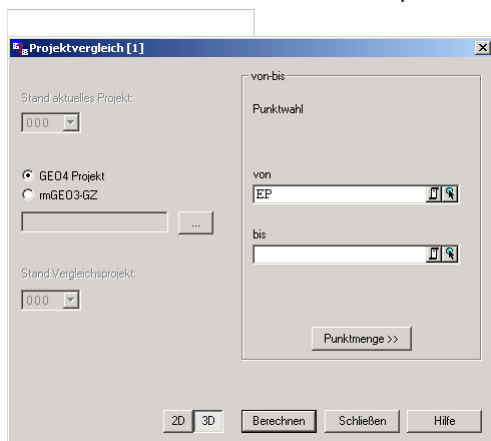 Projektvergleich [1]
Stand aktuelles Projekt:
000
GEO4 Projekt
rmGEO3-GZ
...
Stand Vergleichsprojekt:
000
von-bis
Punktwahl
von
EP
bis
Punktmenge >>
2D 3D Berechnen Schließen Hilfe